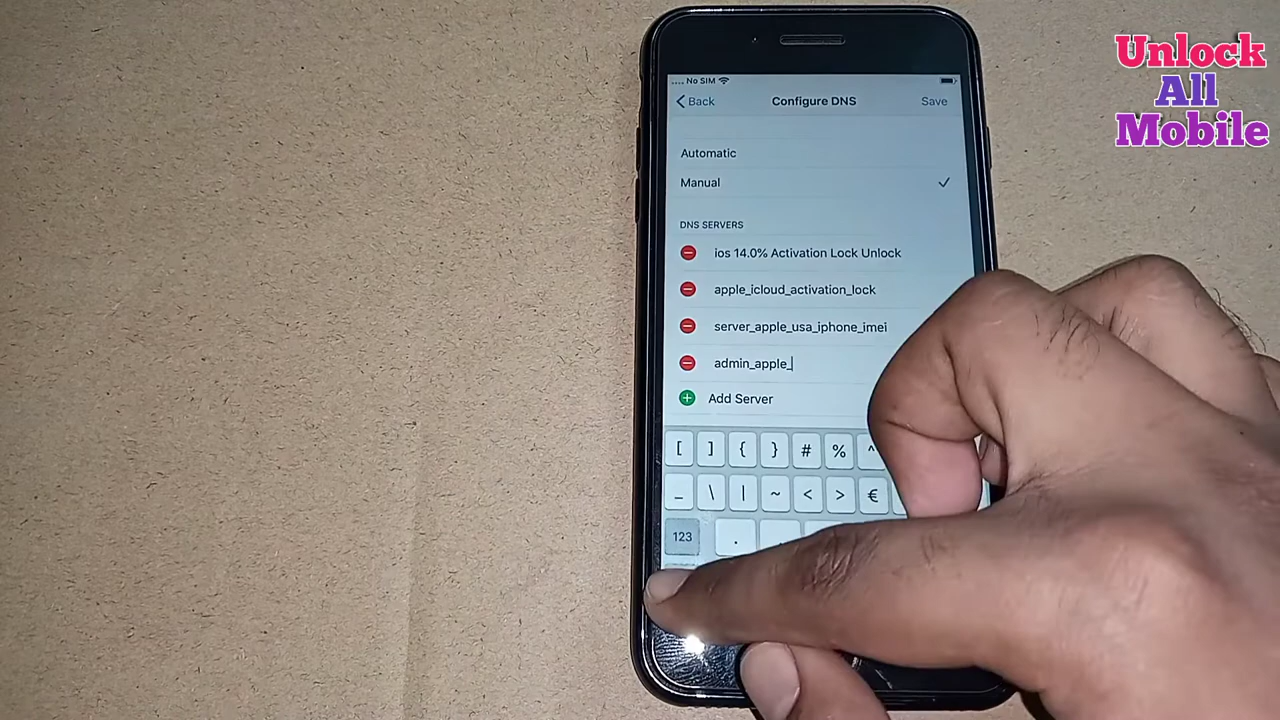 Unlock
All
Mobile
No SIM
Back Configure DNS Save
Automatic
Manual
DNS SERVERS
ios 14.0% Activation Lock Unlock
apple_icloud_activation_lock
server_apple_usa_iphone_imei
admin_apple_
Add Server
[ ] { } # % ^
_ \ | ~ < > €
123 .